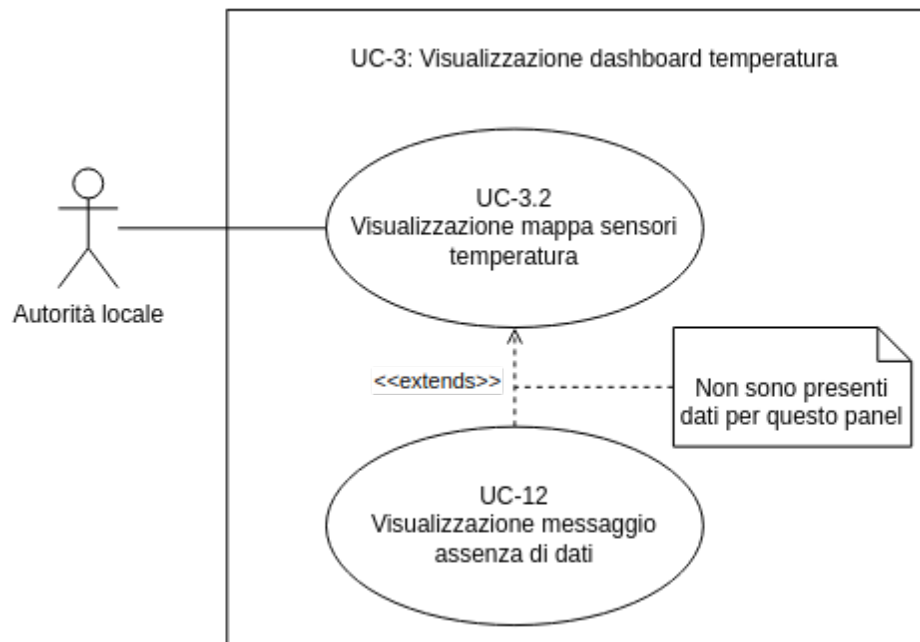 UC-3: Visualizzazione dashboard temperatura
UC-3.2
Visualizzazione mappa sensori
temperatura
Autorità locale
<<extends>>
Non sono presenti
dati per questo panel
UC-12
Visualizzazione messaggio
assenza di dati